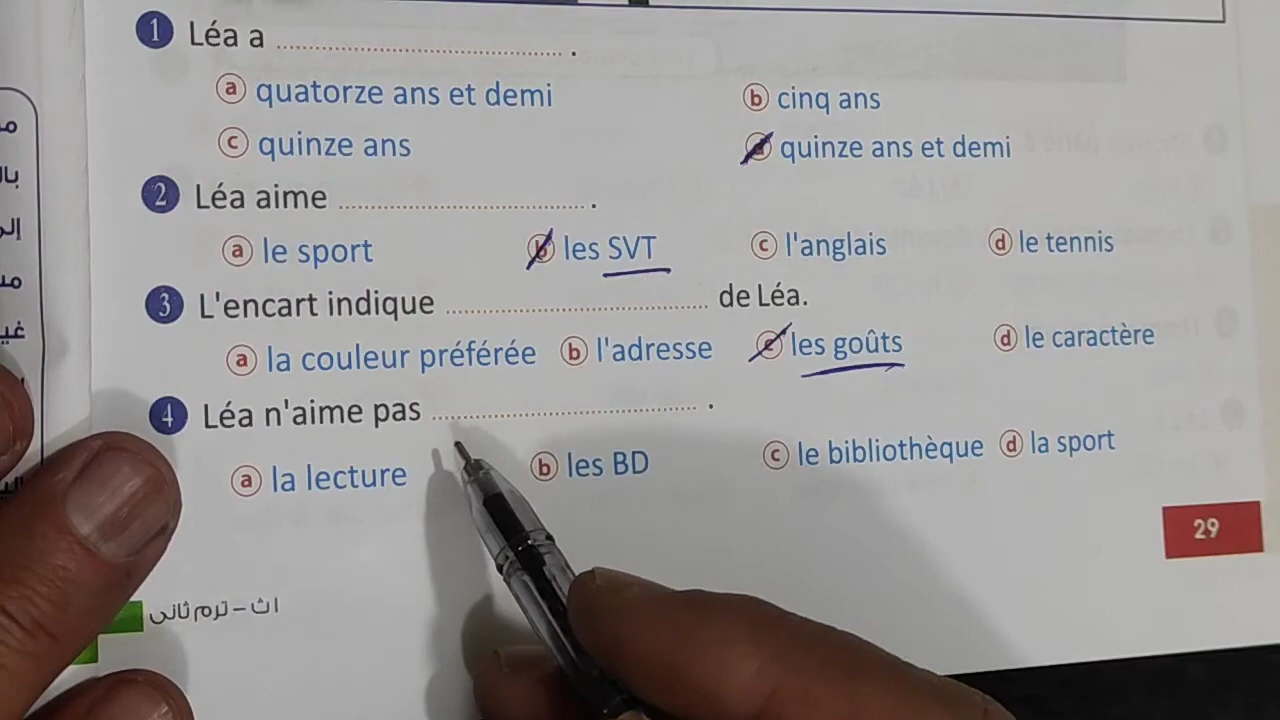 1 Léa a ........................................ .
a quatorze ans et demi b cinq ans
c quinze ans d quinze ans et demi
2 Léa aime ................................... .
a le sport b les SVT c l'anglais d le tennis
3 L'encart indique ..................................... de Léa.
a la couleur préférée b l'adresse c les goûts d le caractère
4 Léa n'aime pas ..................................... .
a la lecture b les BD c le bibliothèque d la sport
29
١ث - ترم ثانى